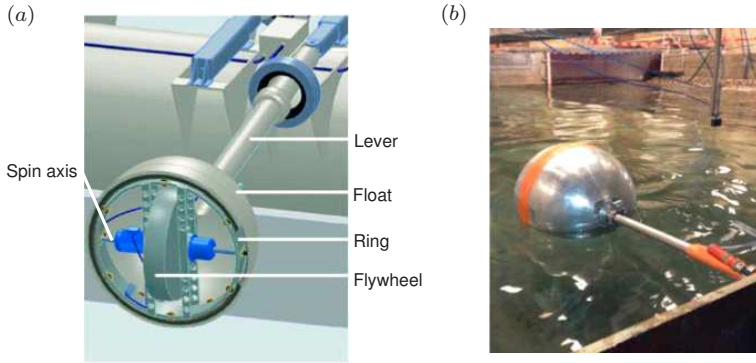 (a)
(b)
Lever
Spin axis
Float
Ring
Flywheel